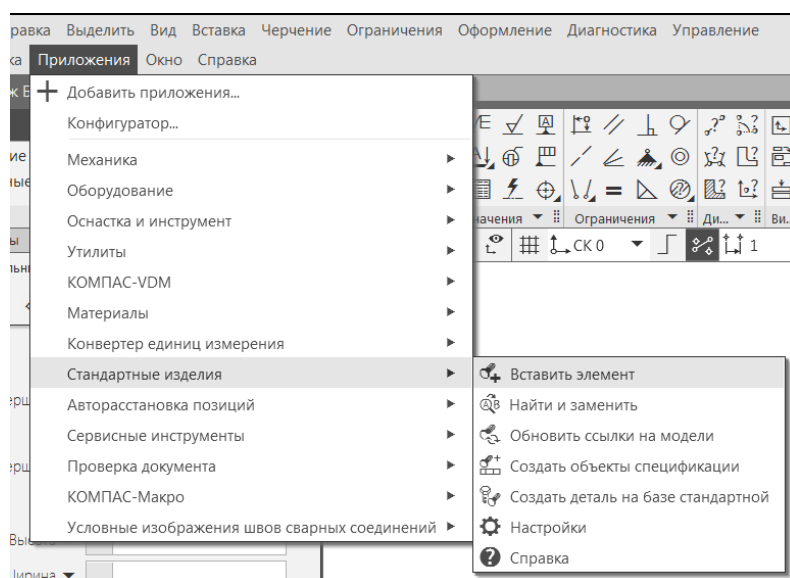 Выделить Вид Вставка Черчение Ограничения Оформление Диагностика Управление
Приложения Окно Справка
Добавить приложения...
Конфигуратор...
Механика
Оборудование
Оснастка и инструмент
Утилиты
Ограничения
СК 0 1
КОМПАС-VDM
Материалы
Конвертер единиц измерения
Стандартные изделия
Вставить элемент
Авторасстановка позиций
Найти и заменить
Сервисные инструменты
Обновить ссылки на модели
Проверка документа
Создать объекты спецификации
КОМПАС-Макро
Создать деталь на базе стандартной
Условные изображения швов сварных соединений
Настройки
Справка